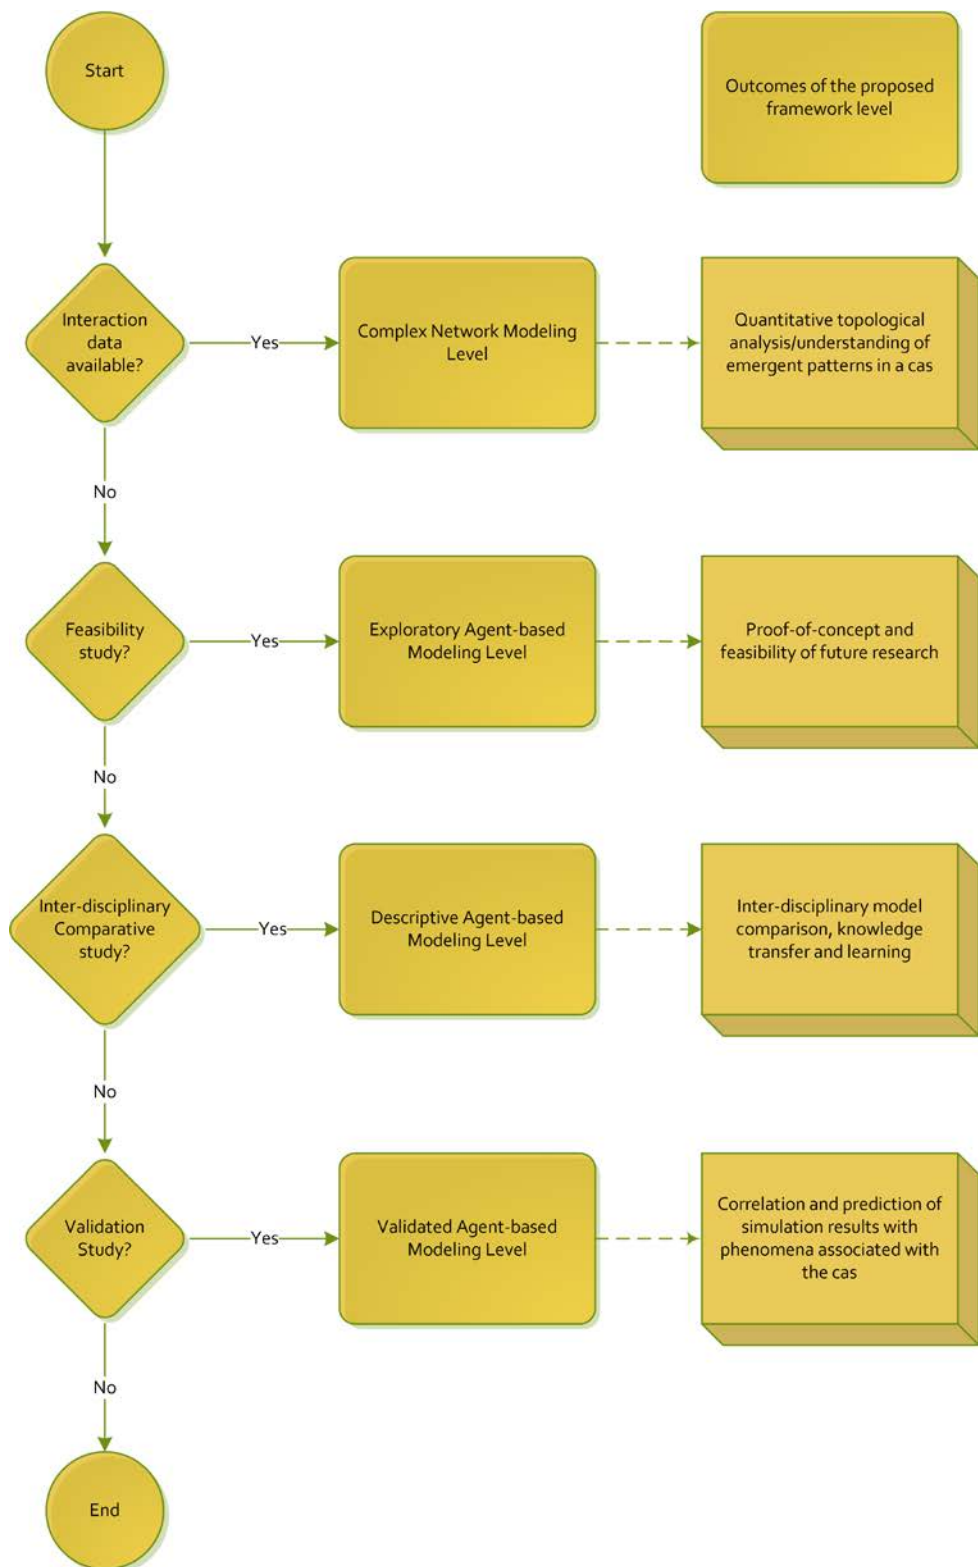 Start
Outcomes of the proposed
framework level
Interaction
data
available?
Yes
Complex Network Modeling
Level
Quantitative topological
analysis/understanding of
emergent patterns in a cas
No
Feasibility
study?
Yes
Exploratory Agent-based
Modeling Level
Proof-of-concept and
feasibility of future research
No
Inter-disciplinary
Comparative
study?
Yes
Descriptive Agent-based
Modeling Level
Inter-disciplinary model
comparison, knowledge
transfer and learning
No
Validation
Study?
Yes
Validated Agent-based
Modeling Level
Correlation and prediction of
simulation results with
phenomena associated with
the cas
No
End